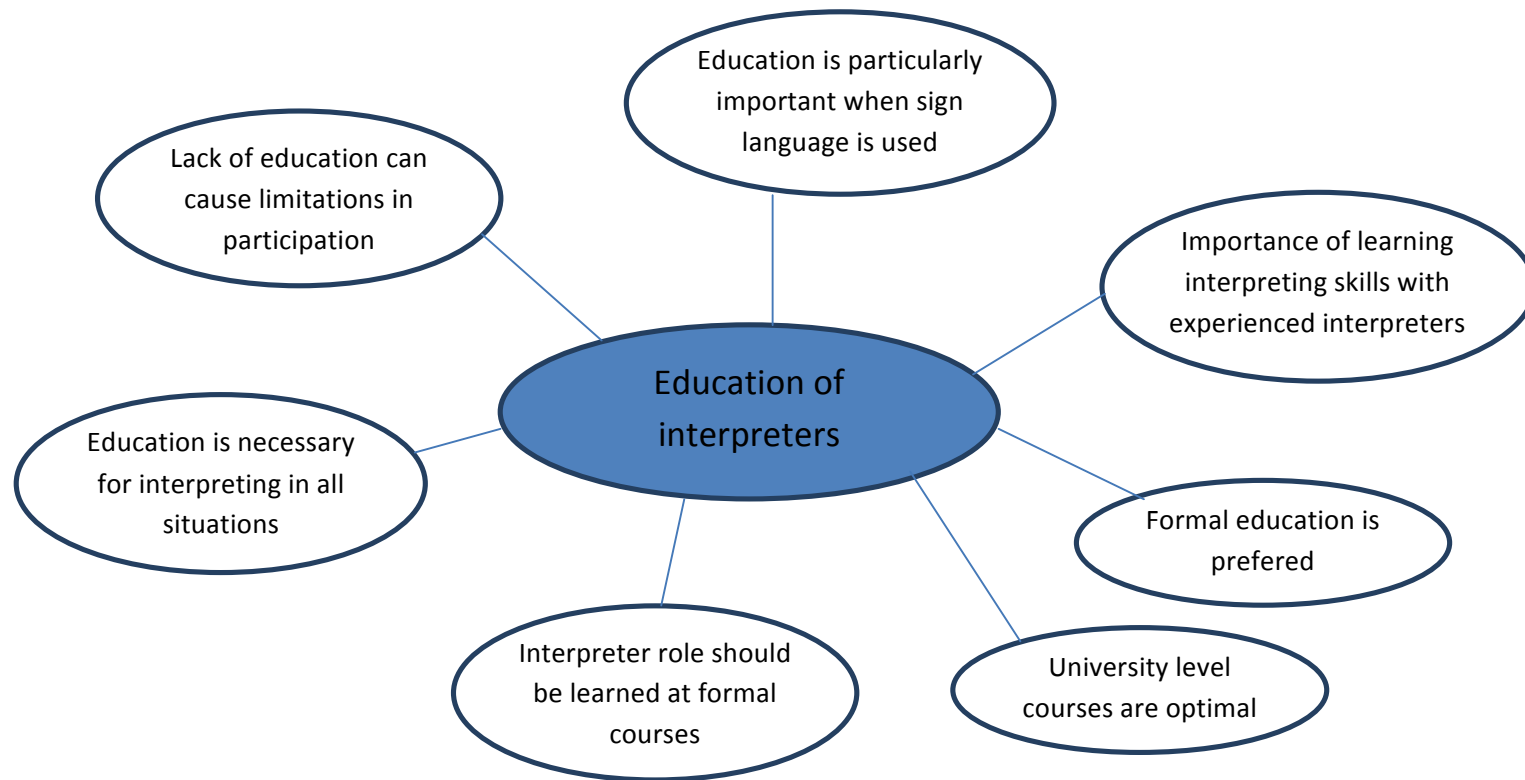 Education is particularly
important when sign
language is used
Lack of education can
cause limitations in
participation
Importance of learning
interpreting skills with
experienced interpreters
Education of
interpreters
Education is necessary
for interpreting in all
situations
Formal education is
prefered
Interpreter role should
be learned at formal
courses
University level
courses are optimal